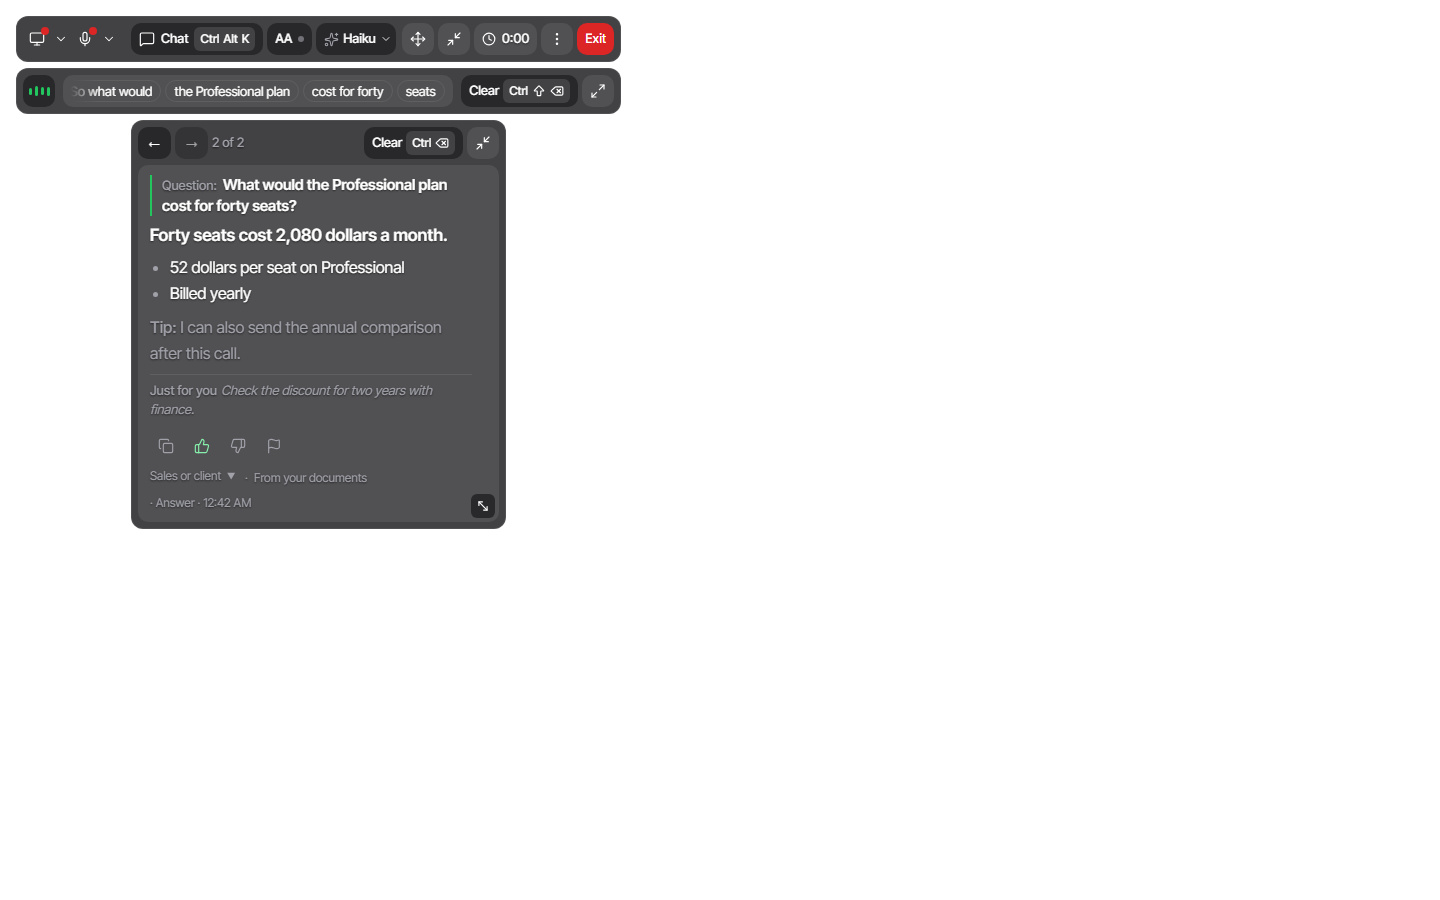 Chat Ctrl Alt K AA Haiku 0:00 Exit
So what would the Professional plan cost for forty seats Clear Ctrl
← → 2 of 2 Clear Ctrl
Question: What would the Professional plan
cost for forty seats?
Forty seats cost 2,080 dollars a month.
• 52 dollars per seat on Professional
• Billed yearly
Tip: I can also send the annual comparison
after this call.
Just for you Check the discount for two years with
finance.
Sales or client ▼ · From your documents
· Answer · 12:42 AM